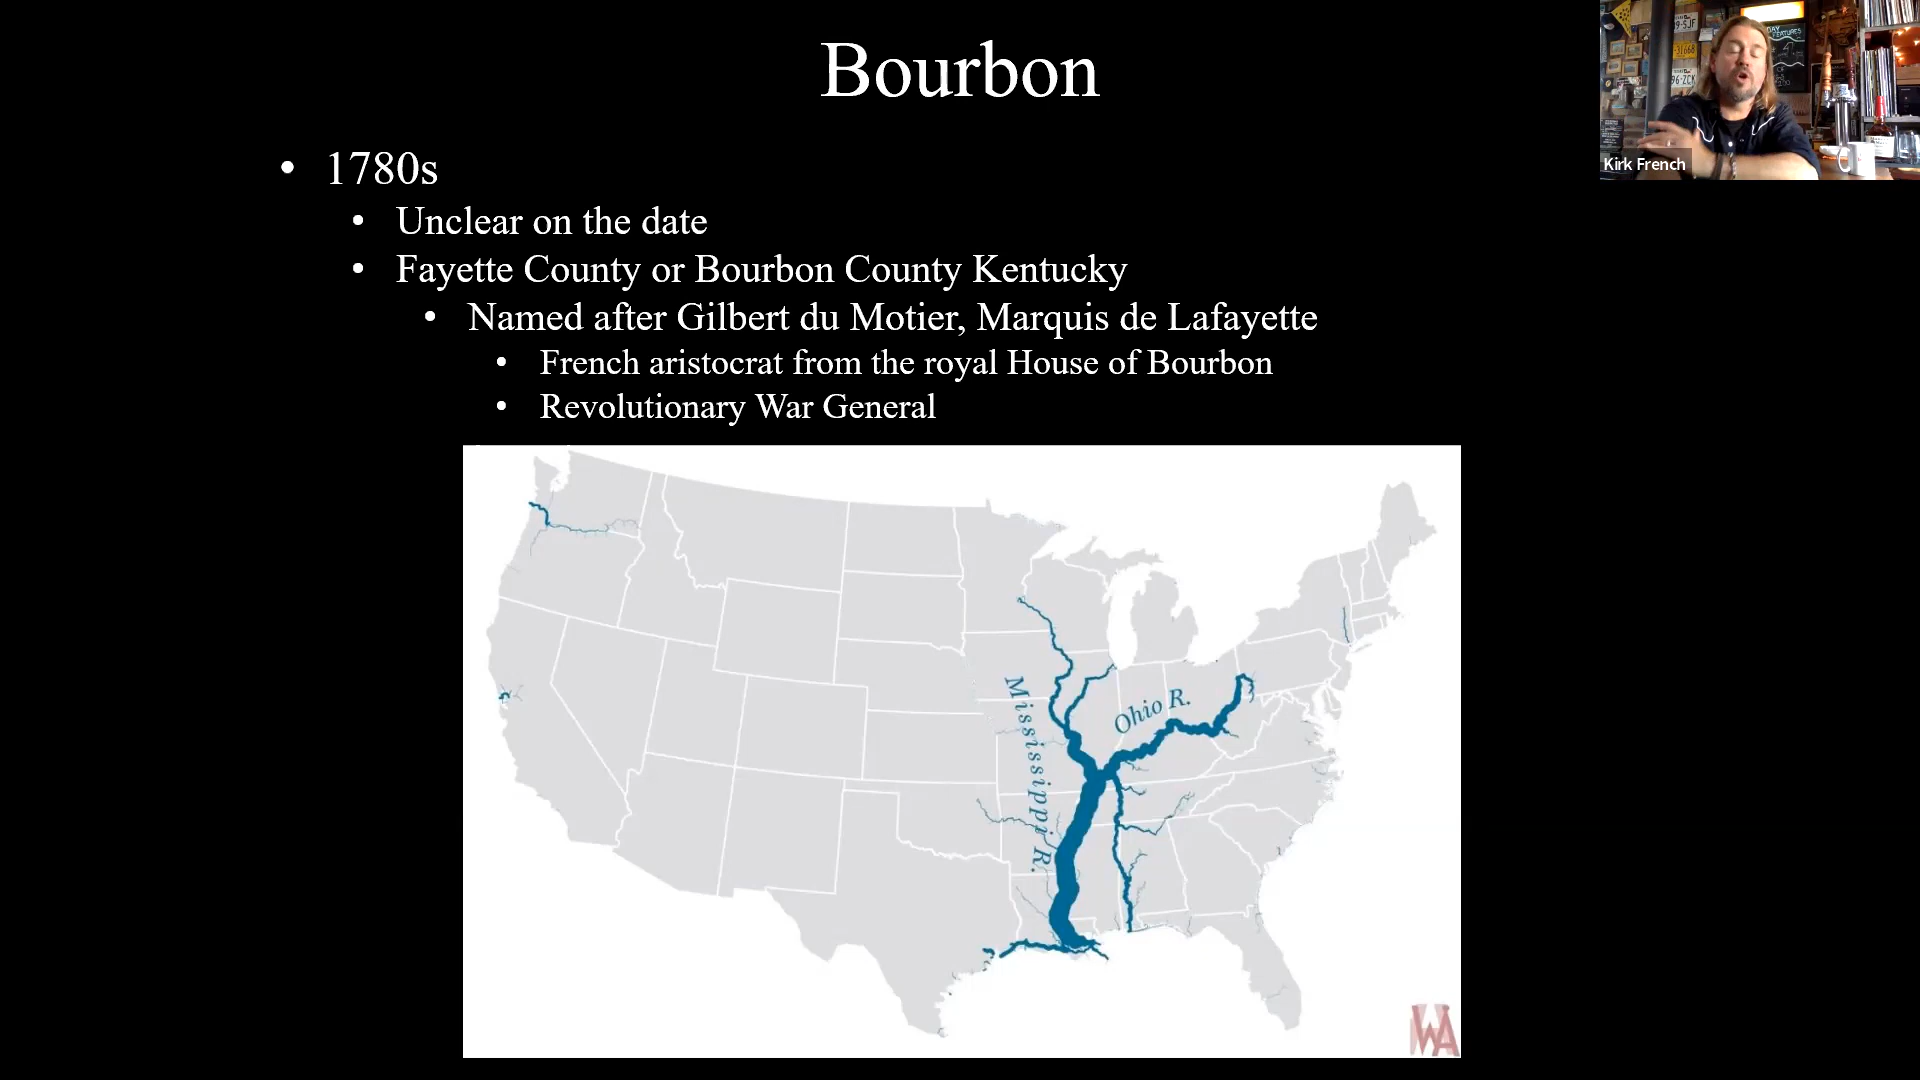 Bourbon
• 1780s
• Unclear on the date
• Fayette County or Bourbon County Kentucky
• Named after Gilbert du Motier, Marquis de Lafayette
• French aristocrat from the royal House of Bourbon
• Revolutionary War General
Mississippi R.
Ohio R.
WA
Kirk French